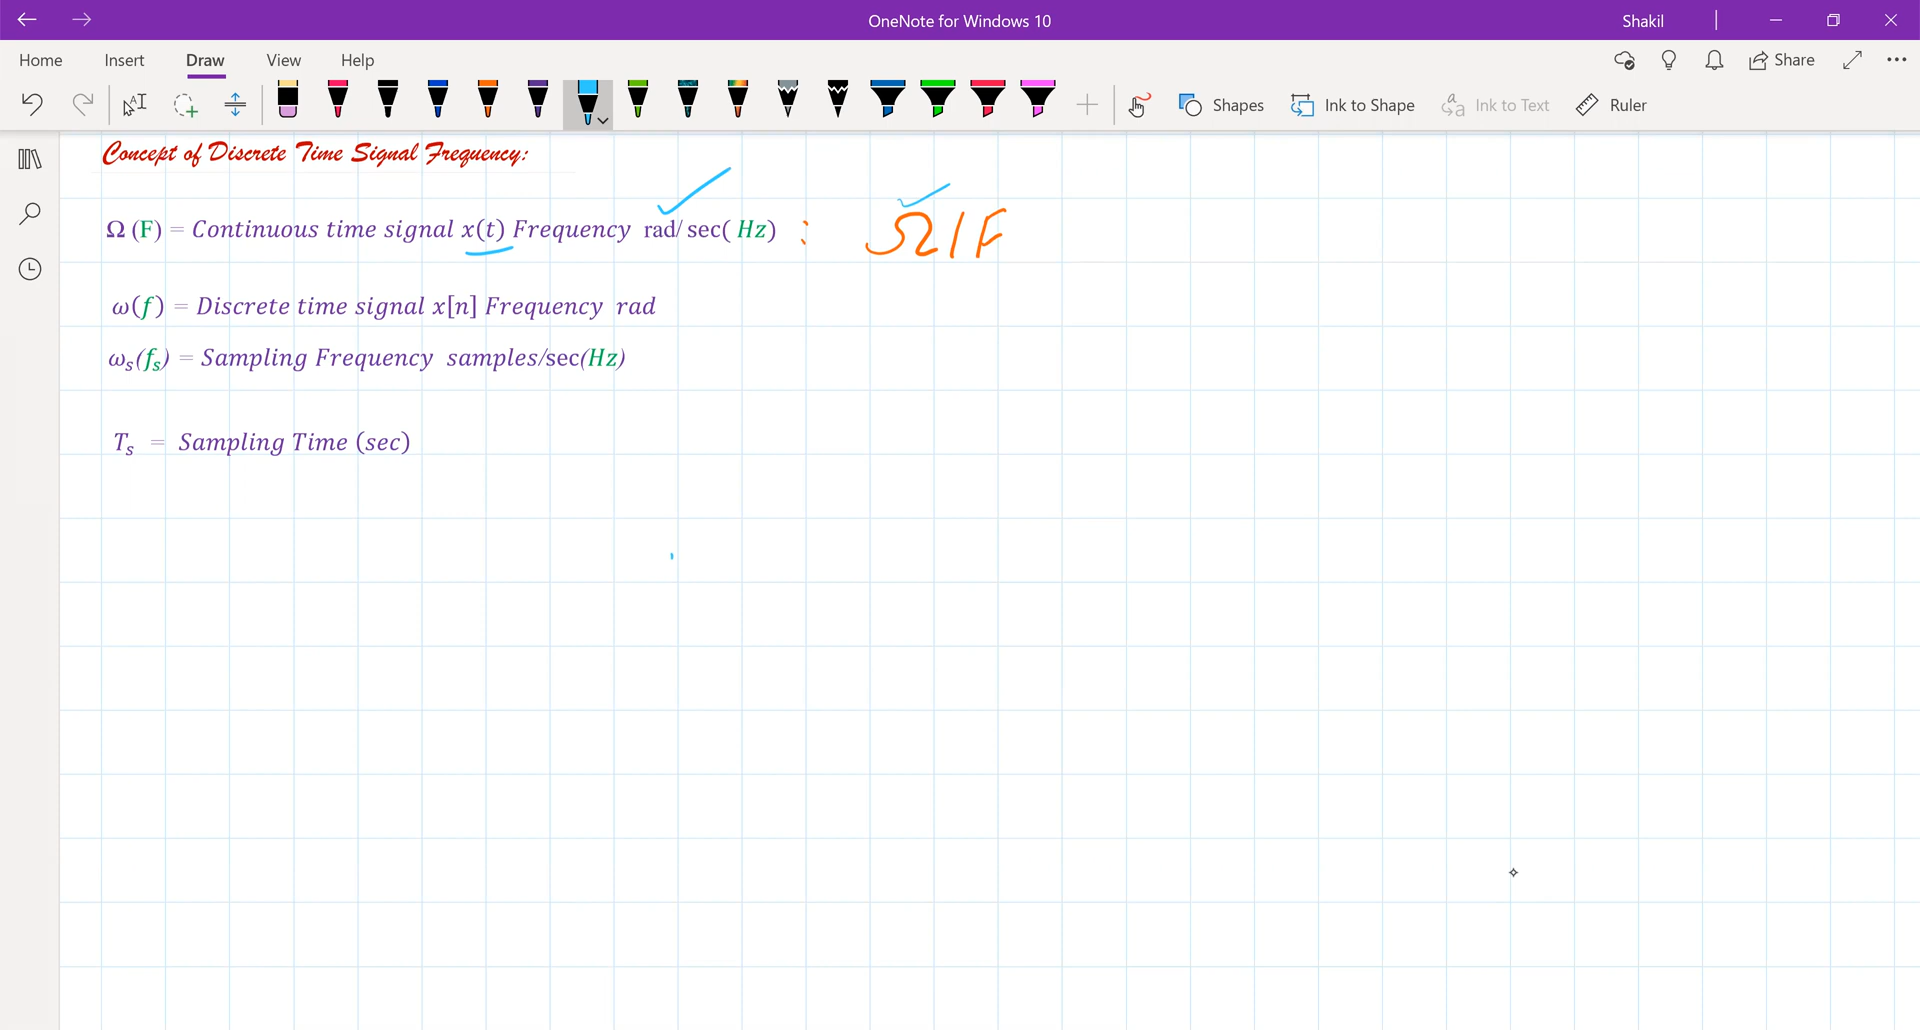 OneNote for Windows 10
Shakil
Home Insert Draw View Help
Share
Shapes Ink to Shape Ink to Text Ruler
Concept of Discrete Time Signal Frequency:
Ω (F) = Continuous time signal x(t) Frequency rad/ sec( Hz) : Ω/F
ω(f) = Discrete time signal x[n] Frequency rad
ωₛ(fₛ) = Sampling Frequency samples/sec(Hz)
Tₛ = Sampling Time (sec)